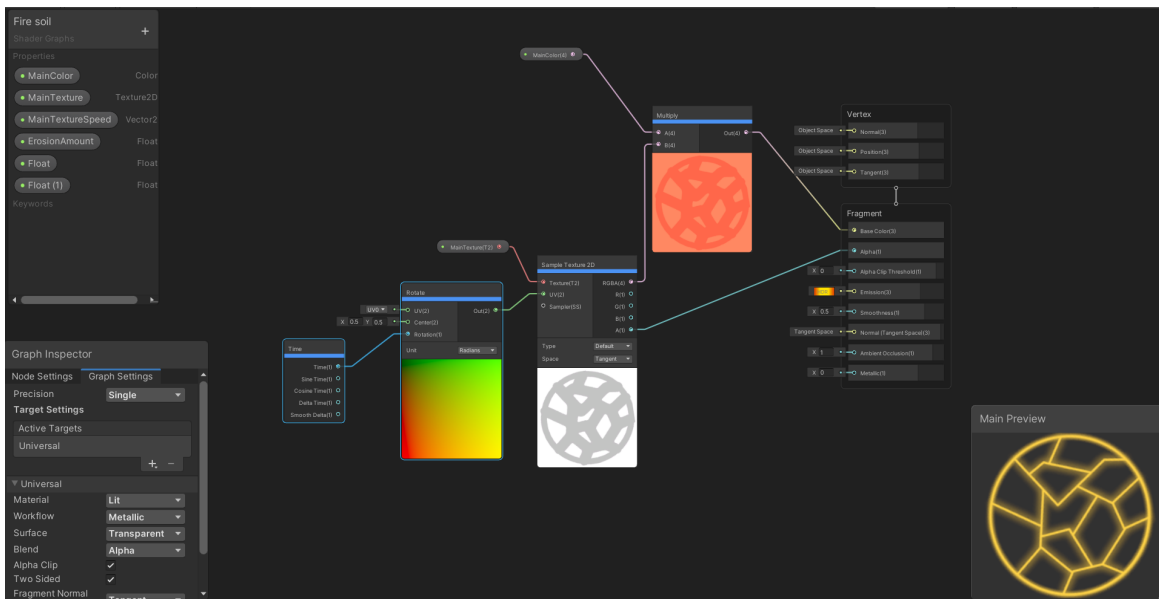 Fire soil
+
Shader Graphs
Properties
MainColor Color
MainTexture Texture2D
MainTextureSpeed Vector2
ErosionAmount Float
Float Float
Float (1) Float
Keywords
Graph Inspector
Node Settings Graph Settings
Precision Single
Target Settings
Active Targets
Universal
Universal
Material Lit
Workflow Metallic
Surface Transparent
Blend Alpha
Alpha Clip
Two Sided
Fragment Normal
Time
Time(1)
Sine Time(1)
Cosine Time(1)
Delta Time(1)
Smooth Delta(1)
UV0
X 0.5 Y 0.5
Rotate
UV(2) Out(2)
Center(2)
Rotation(1)
Unit Radians
MainTexture(T2)
Sample Texture 2D
Texture(T2) RGBA(4)
UV(2) R(1)
Sampler(SS) G(1)
B(1)
A(1)
Type Default
Space Tangent
MainColor(4)
Multiply
A(4) Out(4)
B(4)
Vertex
Object Space Normal(3)
Object Space Position(3)
Object Space Tangent(3)
Fragment
Base Color(3)
Alpha(1)
X 0 Alpha Clip Threshold(1)
HDR Emission(3)
X 0.5 Smoothness(1)
Tangent Space Normal (Tangent Space)(3)
X 1 Ambient Occlusion(1)
X 0 Metallic(1)
Main Preview